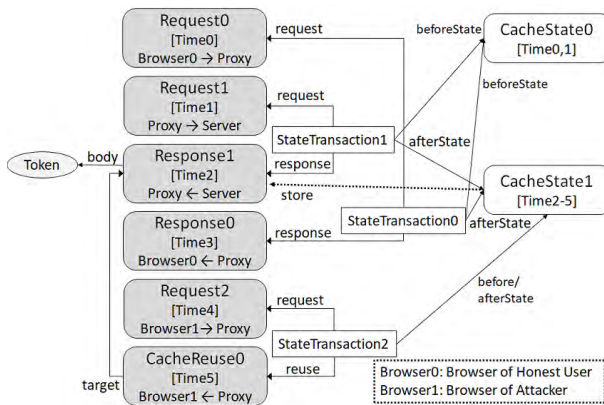 Request0
[Time0]
Browser0 → Proxy
request
beforeState
CacheState0
[Time0,1]
beforeState
Request1
[Time1]
Proxy → Server
request
StateTransaction1
afterState
Token
body
Response1
[Time2]
Proxy ← Server
response
store
CacheState1
[Time2-5]
StateTransaction0
afterState
Response0
[Time3]
Browser0 ← Proxy
response
before/
afterState
Request2
[Time4]
Browser1→ Proxy
request
StateTransaction2
CacheReuse0
[Time5]
Browser1 ← Proxy
reuse
target
Browser0: Browser of Honest User
Browser1: Browser of Attacker